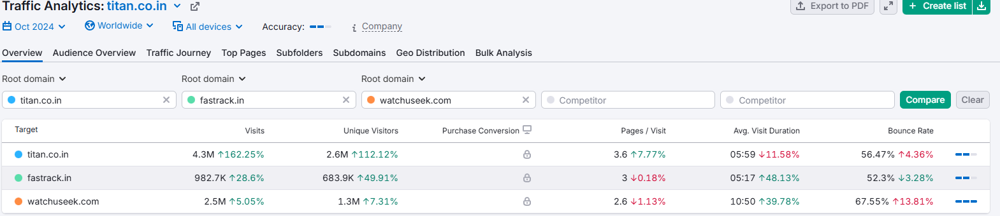 Traffic Analytics: titan.co.in
Export to PDF + Create list
Oct 2024 Worldwide All devices Accuracy: i Company
Overview Audience Overview Traffic Journey Top Pages Subfolders Subdomains Geo Distribution Bulk Analysis
Root domain Root domain Root domain
titan.co.in × fastrack.in × watchuseek.com × Competitor Competitor Compare Clear
Target Visits Unique Visitors Purchase Conversion Pages / Visit Avg. Visit Duration Bounce Rate
titan.co.in 4.3M ↑162.25% 2.6M ↑112.12% 3.6 ↑7.77% 05:59 ↓11.58% 56.47% ↑4.36%
fastrack.in 982.7K ↑28.6% 683.9K ↑49.91% 3 ↓0.18% 05:17 ↑48.13% 52.3% ↓3.28%
watchuseek.com 2.5M ↑5.05% 1.3M ↑7.31% 2.6 ↓1.13% 10:50 ↑39.78% 67.55% ↑13.81%